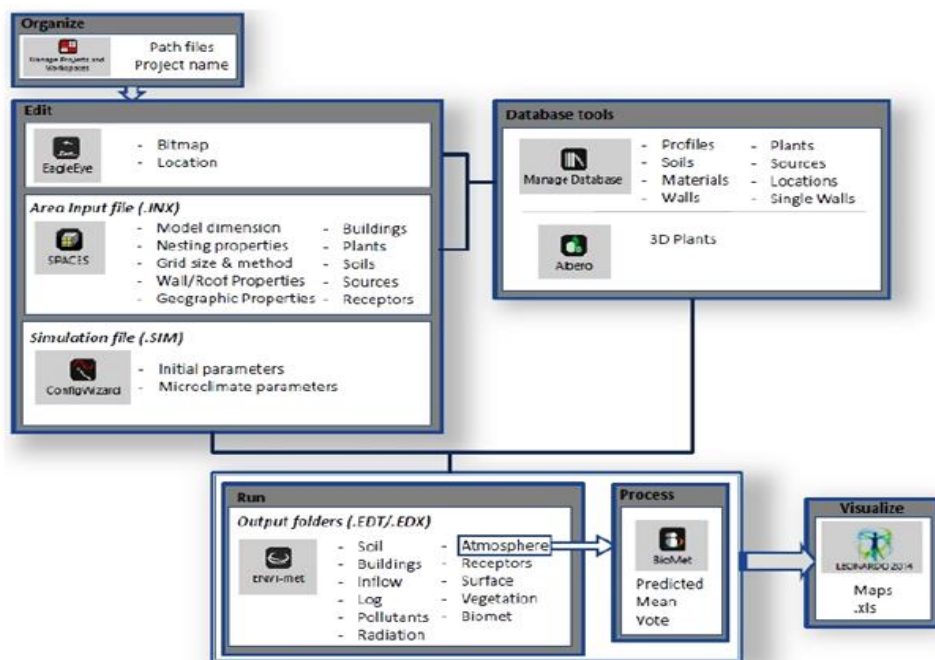 Organize
Manage Projects and Workspaces
Path files
Project name
Edit
EagleEye
- Bitmap
- Location
Area Input file (.INX)
SPACES
- Model dimension
- Nesting properties
- Grid size & method
- Wall/Roof Properties
- Geographic Properties
- Buildings
- Plants
- Soils
- Sources
- Receptors
Simulation file (.SIM)
ConfigWizard
- Initial parameters
- Microclimate parameters
Database tools
Manage Database
- Profiles
- Soils
- Materials
- Walls
- Plants
- Sources
- Locations
- Single Walls
Albero
3D Plants
Run
Output folders (.EDT/.EDX)
ENVI-met
- Soil
- Buildings
- Inflow
- Log
- Pollutants
- Radiation
- Atmosphere
- Receptors
- Surface
- Vegetation
- Biomet
Process
BioMet
Predicted
Mean
Vote
Visualize
LEONARDO 2014
Maps
.xls